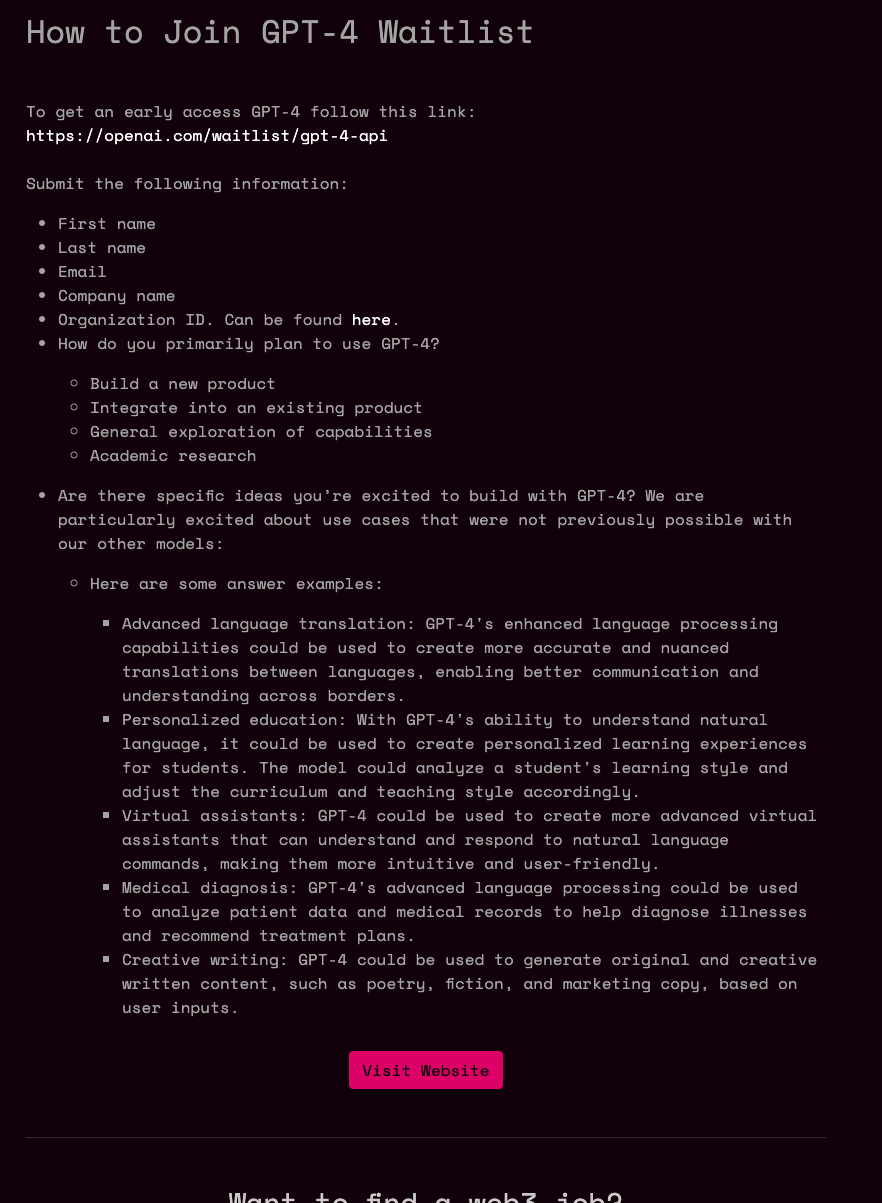 How to Join GPT-4 Waitlist
To get an early access GPT-4 follow this link:
https://openai.com/waitlist/gpt-4-api
Submit the following information:
First name
Last name
Email
Company name
Organization ID. Can be found here.
How do you primarily plan to use GPT-4?
Build a new product
Integrate into an existing product
General exploration of capabilities
Academic research
Are there specific ideas you’re excited to build with GPT-4? We are
particularly excited about use cases that were not previously possible with
our other models:
Here are some answer examples:
Advanced language translation: GPT-4's enhanced language processing
capabilities could be used to create more accurate and nuanced
translations between languages, enabling better communication and
understanding across borders.
Personalized education: With GPT-4's ability to understand natural
language, it could be used to create personalized learning experiences
for students. The model could analyze a student's learning style and
adjust the curriculum and teaching style accordingly.
Virtual assistants: GPT-4 could be used to create more advanced virtual
assistants that can understand and respond to natural language
commands, making them more intuitive and user-friendly.
Medical diagnosis: GPT-4's advanced language processing could be used
to analyze patient data and medical records to help diagnose illnesses
and recommend treatment plans.
Creative writing: GPT-4 could be used to generate original and creative
written content, such as poetry, fiction, and marketing copy, based on
user inputs.
Visit Website
Want to find a web3 job?